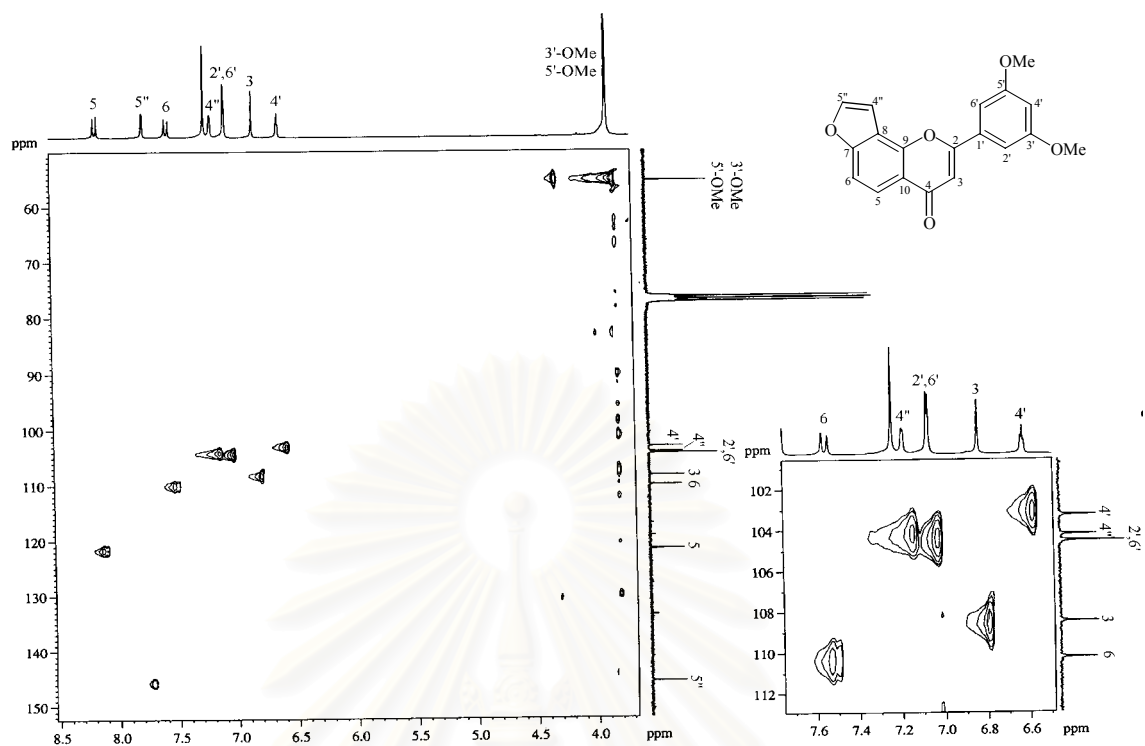 3'-OMe
5'-OMe
5 5" 6 4" 2',6' 3 4'
ppm
60
70
80
90
100
110
120
130
140
150
8.5 8.0 7.5 7.0 6.5 6.0 5.5 5.0 4.5 4.0 ppm
3'-OMe
5'-OMe
4' 4" 2',6'
3 6
5
5"
OMe
5'
6' 4'
1' 3'
2' OMe
5" 4"
O 8 9 O 2
7
6 10 4 3
5
O
6 4" 2',6' 3 4'
ppm
102
104
106
108
110
112
7.6 7.2 6.8 6.4 ppm
4'
4"
2',6'
3
6